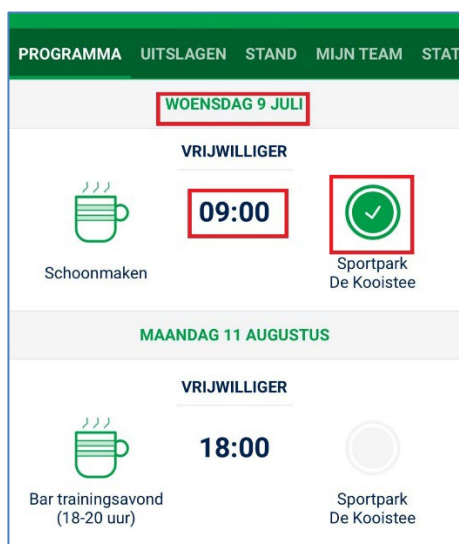 PROGRAMMA UITSLAGEN STAND MIJN TEAM STAT
WOENSDAG 9 JULI
VRIJWILLIGER
09:00
Schoonmaken
Sportpark
De Kooistee
MAANDAG 11 AUGUSTUS
VRIJWILLIGER
18:00
Bar trainingsavond
(18-20 uur)
Sportpark
De Kooistee